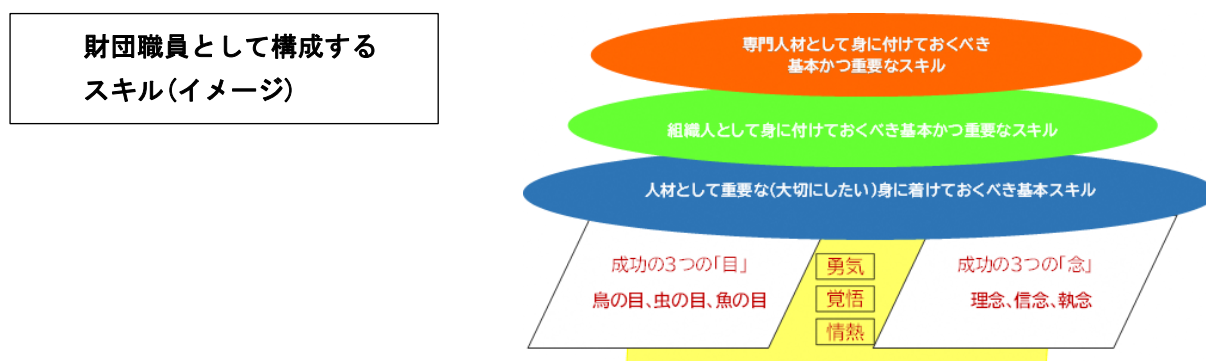 財団職員として構成する
スキル(イメージ)
専門人材として身に付けておくべき
基本かつ重要なスキル
組織人として身に付けておくべき基本かつ重要なスキル
人材として重要な(大切にしたい)身に着けておくべき基本スキル
成功の3つの「目」
鳥の目、虫の目、魚の目
勇気
覚悟
情熱
成功の3つの「念」
理念、信念、執念